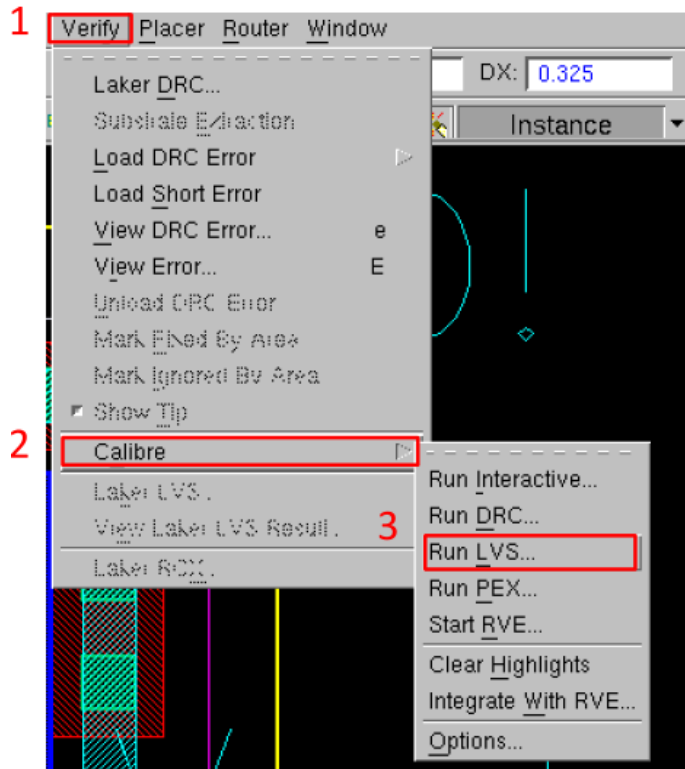 1 Verify Placer Router Window
DX: 0.325
Instance
Laker DRC...
Substrate Extraction
Load DRC Error
Load Short Error
View DRC Error... e
View Error... E
Unload DRC Error
Mark Fixed By Area
Mark Ignored By Area
Show Tip
2 Calibre
Laker LVS...
View Laker LVS Result...
Laker RCX...
Run Interactive...
Run DRC...
3 Run LVS...
Run PEX...
Start RVE...
Clear Highlights
Integrate With RVE...
Options...